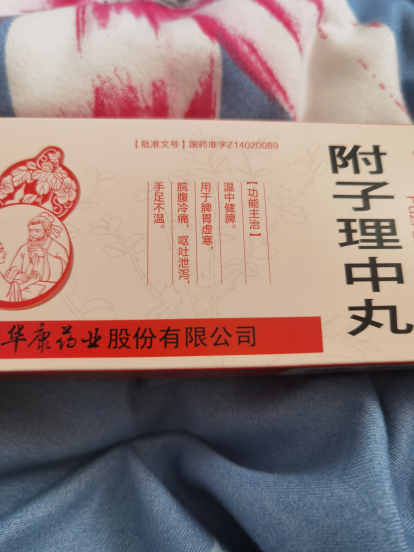 【批准文号】国药准字Z14020089
附子理中丸
【功能主治】
温中健脾。
用于脾胃虚寒，
脘腹冷痛，呕吐泄泻，
手足不温。
华康药业股份有限公司